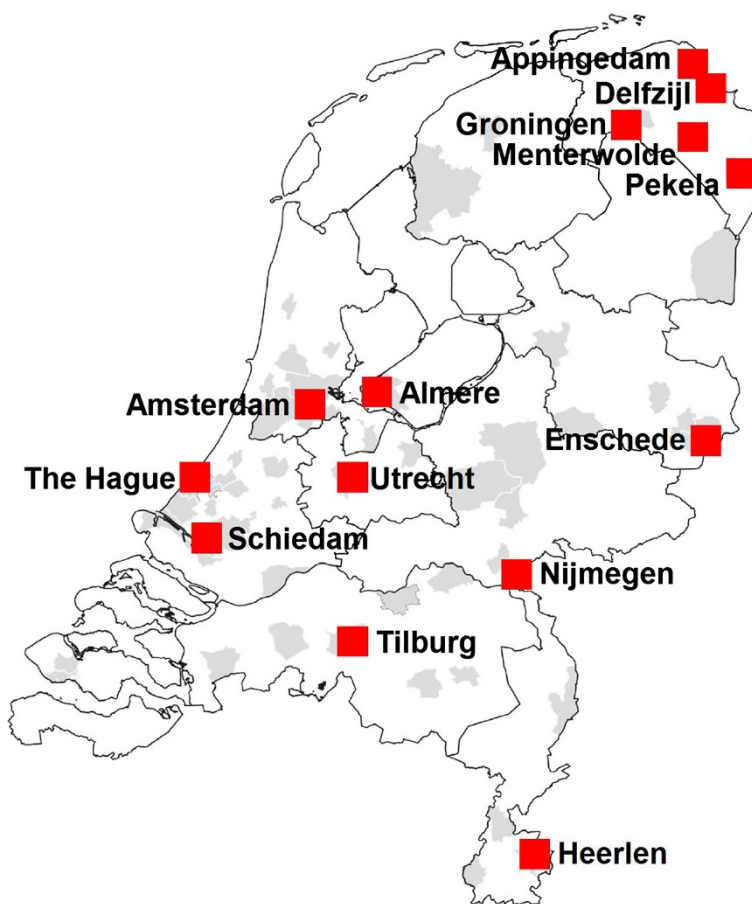 Appingedam
Delfzijl
Groningen
Menterwolde
Pekela
Amsterdam
Almere
Enschede
The Hague
Utrecht
Schiedam
Nijmegen
Tilburg
Heerlen